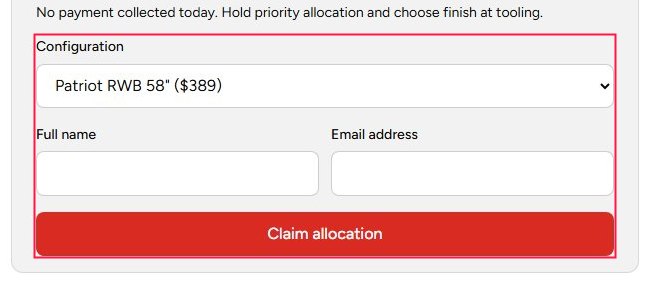 No payment collected today. Hold priority allocation and choose finish at tooling.
Configuration
Patriot RWB 58" ($389)
Full name
Email address
Claim allocation